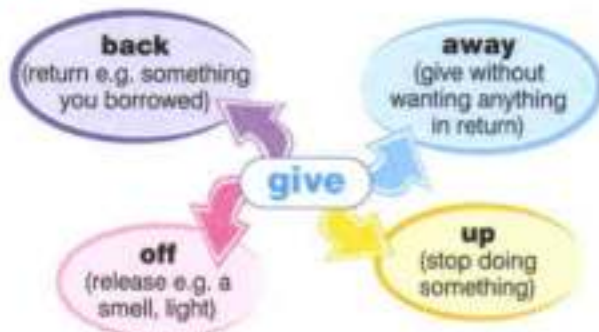 back
(return e.g. something
you borrowed)
away
(give without
wanting anything
in return)
give
off
(release e.g. a
smell, light)
up
(stop doing
something)